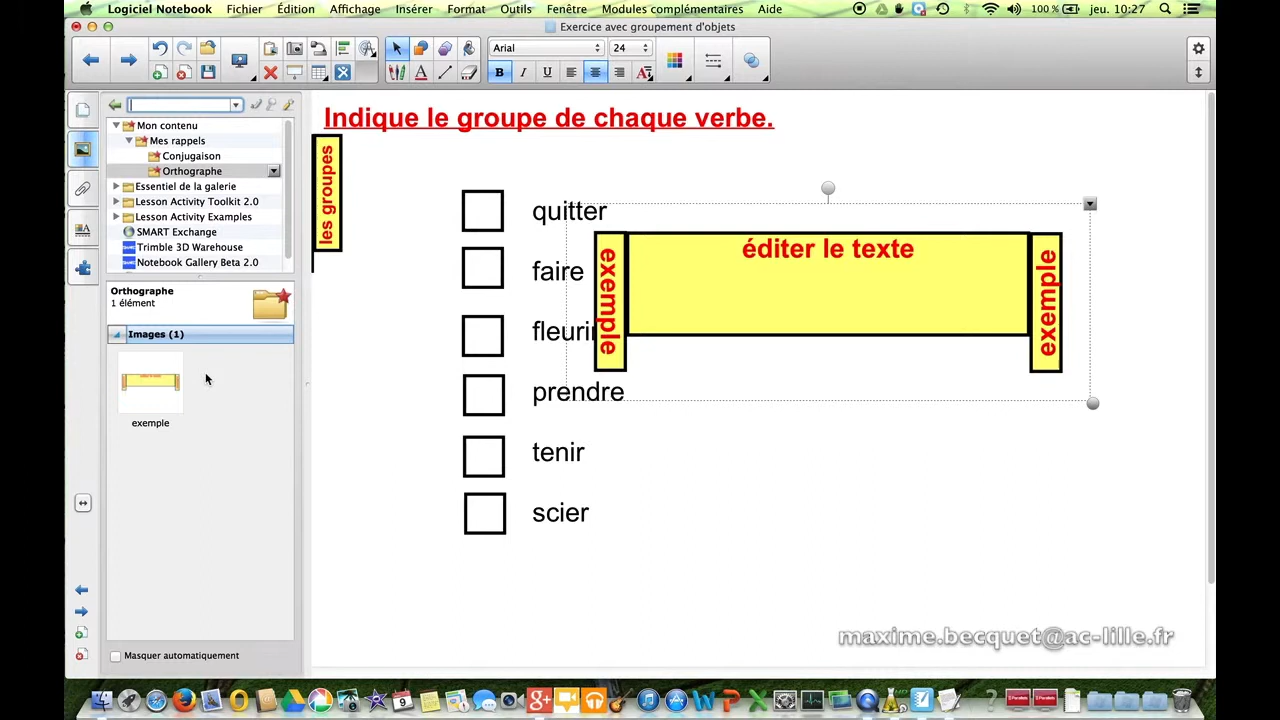 Logiciel Notebook Fichier Édition Affichage Insérer Format Outils Fenêtre Modules complémentaires Aide 100 % jeu. 10:27
Exercice avec groupement d'objets
Arial 24
B I U A
Mon contenu
Mes rappels
Conjugaison
Orthographe
Essentiel de la galerie
Lesson Activity Toolkit 2.0
Lesson Activity Examples
SMART Exchange
Trimble 3D Warehouse
Notebook Gallery Beta 2.0
Orthographe
1 élément
Images (1)
exemple
Masquer automatiquement
Indique le groupe de chaque verbe.
les groupes
quitter
faire
fleurir
prendre
tenir
scier
exemple
éditer le texte
exemple
maxime.becquet@ac-lille.fr